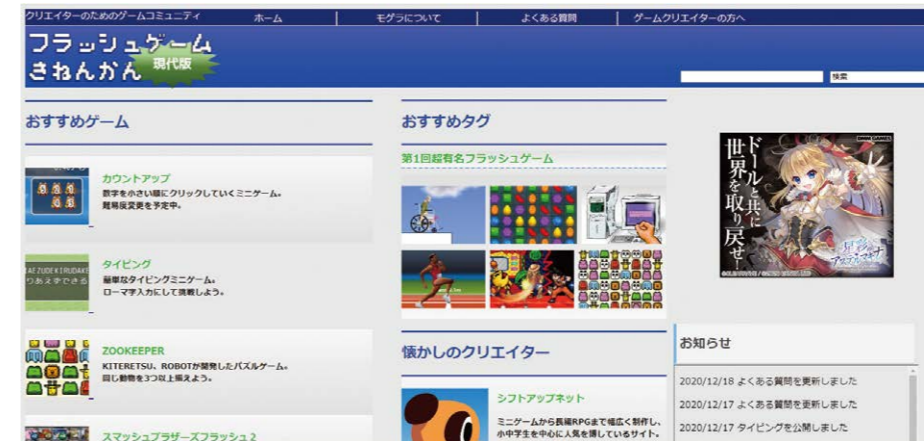 クリエイターのためのゲームコミュニティ
ホーム
モグラについて
よくある質問
ゲームクリエイターの方へ
フラッシュゲーム
きねんかん
現代版
検索
おすすめゲーム
カウントアップ
数字を小さい順にクリックしていくミニゲーム。
難易度変更を予定中。
タイピング
簡単なタイピングミニゲーム。
ローマ字入力にして挑戦しよう。
ZOOKEEPER
KITERETSU、ROBOTが開発したパズルゲーム。
同じ動物を3つ以上揃えよう。
スマッシュブラザーズフラッシュ2
おすすめタグ
第1回超有名フラッシュゲーム
懐かしのクリエイター
シフトアップネット
ミニゲームから長編RPGまで幅広く制作し、
小中学生を中心に人気を博しているサイト。
DMM GAMES
ドールと共に
世界を取り戻せ!
お知らせ
2020/12/18 よくある質問を更新しました
2020/12/17 よくある質問を更新しました
2020/12/17 タイピングを公開しました